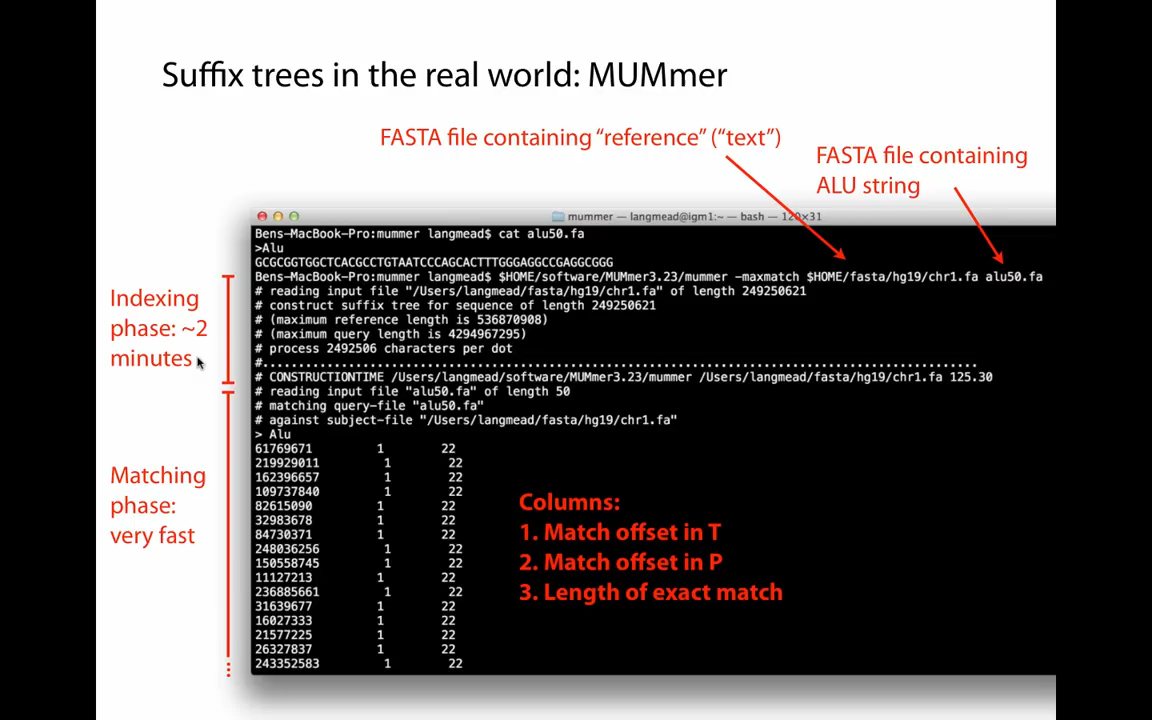 Suffix trees in the real world: MUMmer
FASTA file containing “reference” (“text”)
FASTA file containing
ALU string
mummer — langmead@igm1:~ — bash — 120×31
Bens-MacBook-Pro:mummer langmead$ cat alu50.fa
>Alu
GCGCGGTGGCTCACGCCTGTAATCCCAGCACTTTGGGAGGCCGAGGCGGG
Bens-MacBook-Pro:mummer langmead$ $HOME/software/MUMmer3.23/mummer -maxmatch $HOME/fasta/hg19/chr1.fa alu50.fa
# reading input file "/Users/langmead/fasta/hg19/chr1.fa" of length 249250621
# construct suffix tree for sequence of length 249250621
# (maximum reference length is 536870908)
# (maximum query length is 4294967295)
# process 2492506 characters per dot
#....................................................................................................
# CONSTRUCTIONTIME /Users/langmead/software/MUMmer3.23/mummer /Users/langmead/fasta/hg19/chr1.fa 125.30
# reading input file "alu50.fa" of length 50
# matching query-file "alu50.fa"
# against subject-file "/Users/langmead/fasta/hg19/chr1.fa"
> Alu
61769671 1 22
219929011 1 22
162396657 1 22
109737840 1 22
82615090 1 22
32983678 1 22
84730371 1 22
248036256 1 22
150558745 1 22
11127213 1 22
236885661 1 22
31639677 1 22
16027333 1 22
21577225 1 22
26327837 1 22
243352583 1 22
Indexing
phase: ~2
minutes
Matching
phase:
very fast
Columns:
1. Match offset in T
2. Match offset in P
3. Length of exact match